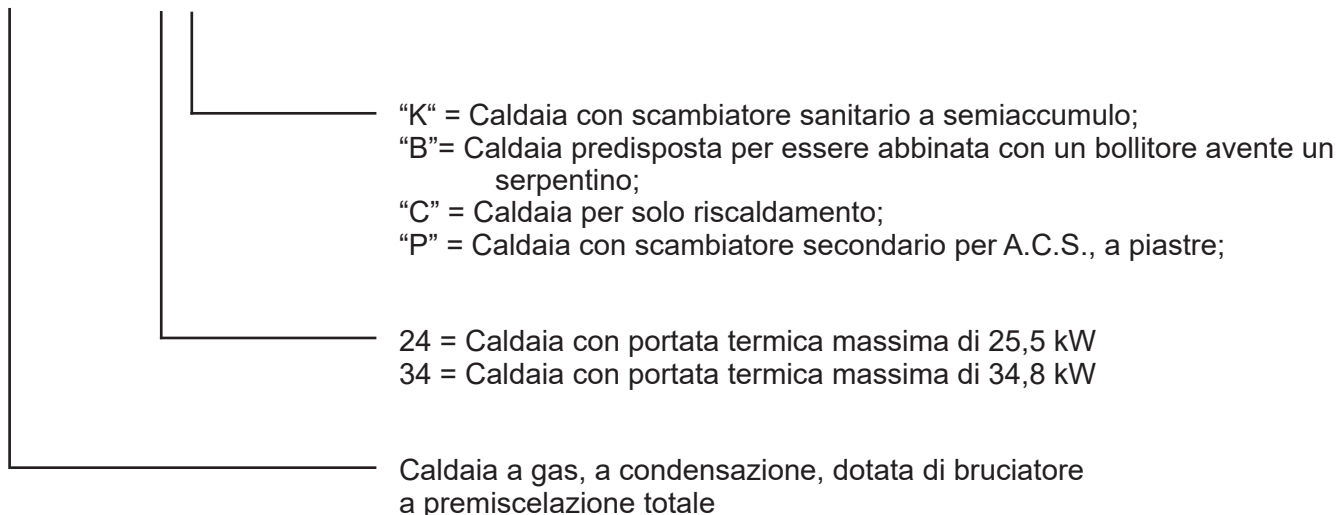 “K“ = Caldaia con scambiatore sanitario a semiaccumulo;
“B”= Caldaia predisposta per essere abbinata con un bollitore avente un
serpentino;
“C” = Caldaia per solo riscaldamento;
“P” = Caldaia con scambiatore secondario per A.C.S., a piastre;
24 = Caldaia con portata termica massima di 25,5 kW
34 = Caldaia con portata termica massima di 34,8 kW
Caldaia a gas, a condensazione, dotata di bruciatore
a premiscelazione totale